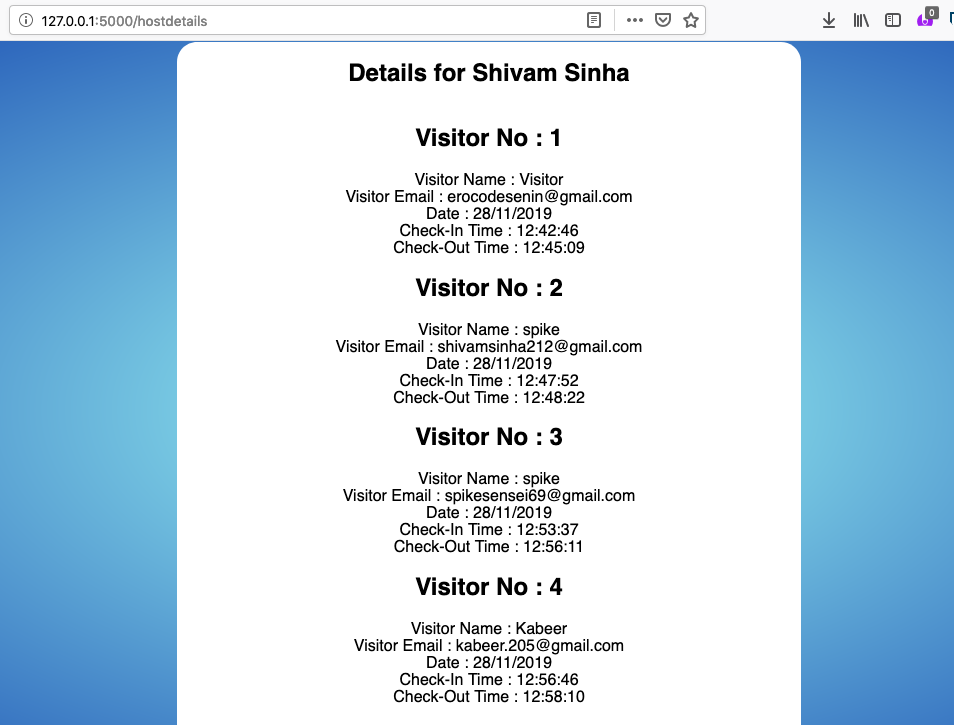 127.0.0.1:5000/hostdetails
0
Details for Shivam Sinha
Visitor No : 1
Visitor Name : Visitor
Visitor Email : erocodesenin@gmail.com
Date : 28/11/2019
Check-In Time : 12:42:46
Check-Out Time : 12:45:09
Visitor No : 2
Visitor Name : spike
Visitor Email : shivamsinha212@gmail.com
Date : 28/11/2019
Check-In Time : 12:47:52
Check-Out Time : 12:48:22
Visitor No : 3
Visitor Name : spike
Visitor Email : spikesensei69@gmail.com
Date : 28/11/2019
Check-In Time : 12:53:37
Check-Out Time : 12:56:11
Visitor No : 4
Visitor Name : Kabeer
Visitor Email : kabeer.205@gmail.com
Date : 28/11/2019
Check-In Time : 12:56:46
Check-Out Time : 12:58:10